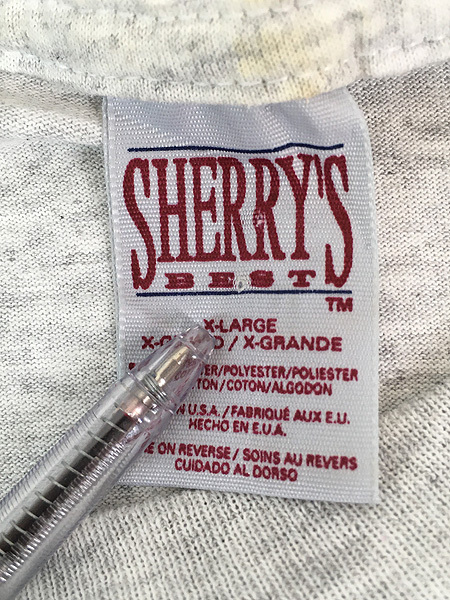 SHERRY'S
BEST
TM
X-LARGE
/ X-GRANDE
/POLYESTER/POLIESTER
/COTON/ALGODON
U.S.A./FABRIQUÉ AUX E.U.
HECHO EN E.U.A.
ON REVERSE/SOINS AU REVERS
CUIDADO AL DORSO